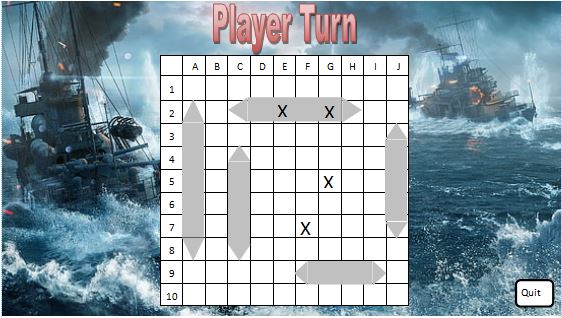 Player Turn
A B C D E F G H I J
1
2 X X
3
4
5 X
6
7 X
8
9
10
Quit